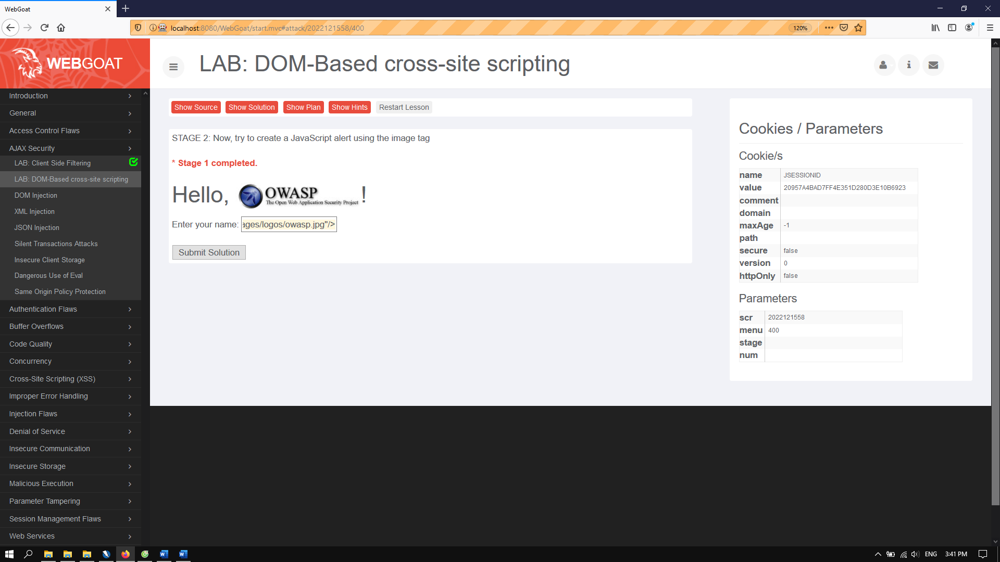 WebGoat
localhost:8080/WebGoat/start.mvc#attack/2022121558/400
120%
WEBGOAT
LAB: DOM-Based cross-site scripting
Introduction
General
Access Control Flaws
AJAX Security
LAB: Client Side Filtering
LAB: DOM-Based cross-site scripting
DOM Injection
XML Injection
JSON Injection
Silent Transactions Attacks
Insecure Client Storage
Dangerous Use of Eval
Same Origin Policy Protection
Authentication Flaws
Buffer Overflows
Code Quality
Concurrency
Cross-Site Scripting (XSS)
Improper Error Handling
Injection Flaws
Denial of Service
Insecure Communication
Insecure Storage
Malicious Execution
Parameter Tampering
Session Management Flaws
Web Services
Show Source Show Solution Show Plan Show Hints Restart Lesson
STAGE 2: Now, try to create a JavaScript alert using the image tag
* Stage 1 completed.
Hello, OWASP !
The Open Web Application Security Project
Enter your name: ages/logos/owasp.jpg"/>
Submit Solution
Cookies / Parameters
Cookie/s
name JSESSIONID
value 20957A4BAD7FF4E351D280D3E10B6923
comment
domain
maxAge -1
path
secure false
version 0
httpOnly false
Parameters
scr 2022121558
menu 400
stage
num
ENG
3:41 PM